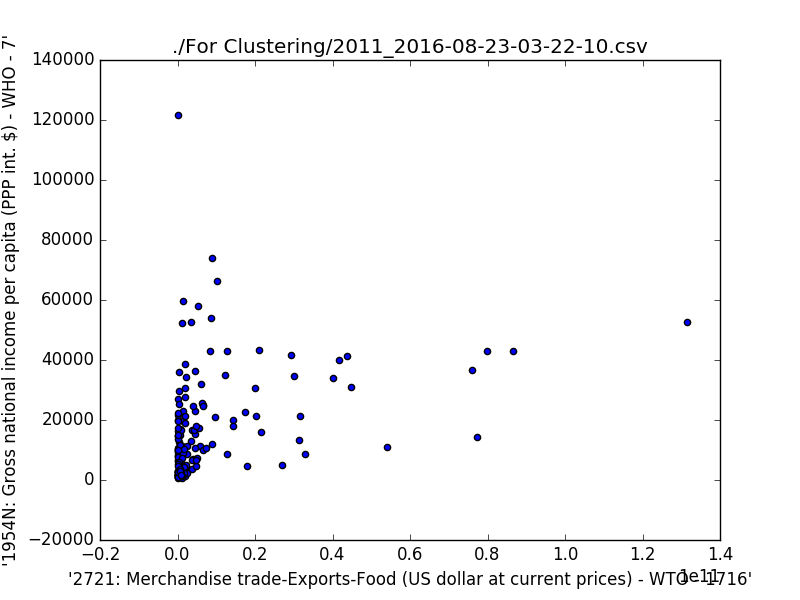 ./For Clustering/2011_2016-08-23-03-22-10.csv
'1954N: Gross national income per capita (PPP int. $) - WHO - 7'
140000
120000
100000
80000
60000
40000
20000
0
−20000
−0.2 0.0 0.2 0.4 0.6 0.8 1.0 1.2 1.4
1e11
'2721: Merchandise trade-Exports-Food (US dollar at current prices) - WTO - 1716'